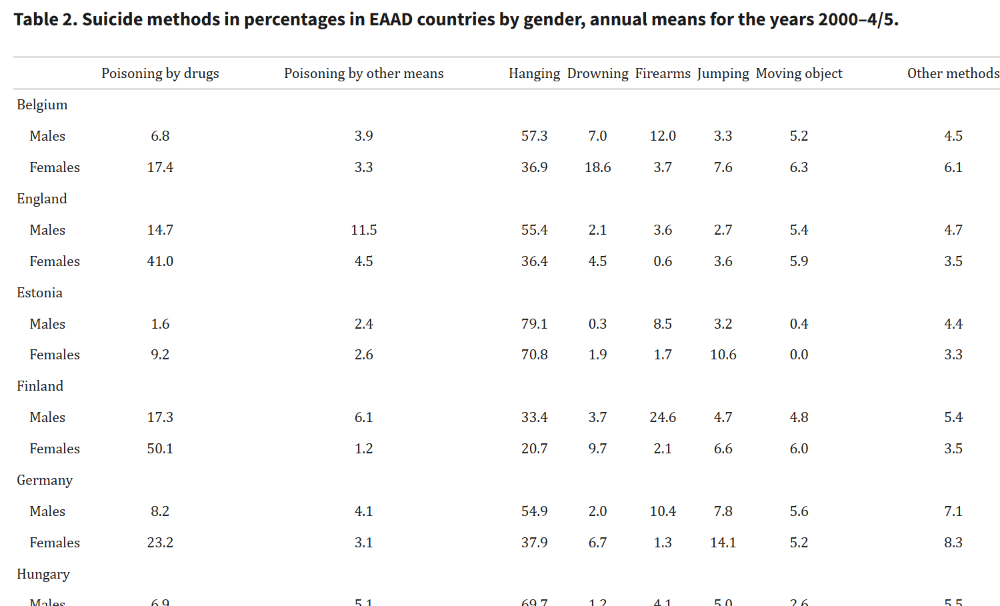 Table 2. Suicide methods in percentages in EAAD countries by gender, annual means for the years 2000–4/5.
Poisoning by drugs Poisoning by other means Hanging Drowning Firearms Jumping Moving object Other methods
Belgium
Males 6.8 3.9 57.3 7.0 12.0 3.3 5.2 4.5
Females 17.4 3.3 36.9 18.6 3.7 7.6 6.3 6.1
England
Males 14.7 11.5 55.4 2.1 3.6 2.7 5.4 4.7
Females 41.0 4.5 36.4 4.5 0.6 3.6 5.9 3.5
Estonia
Males 1.6 2.4 79.1 0.3 8.5 3.2 0.4 4.4
Females 9.2 2.6 70.8 1.9 1.7 10.6 0.0 3.3
Finland
Males 17.3 6.1 33.4 3.7 24.6 4.7 4.8 5.4
Females 50.1 1.2 20.7 9.7 2.1 6.6 6.0 3.5
Germany
Males 8.2 4.1 54.9 2.0 10.4 7.8 5.6 7.1
Females 23.2 3.1 37.9 6.7 1.3 14.1 5.2 8.3
Hungary
Males 6.9 5.1 69.7 1.2 4.1 5.0 2.6 5.5